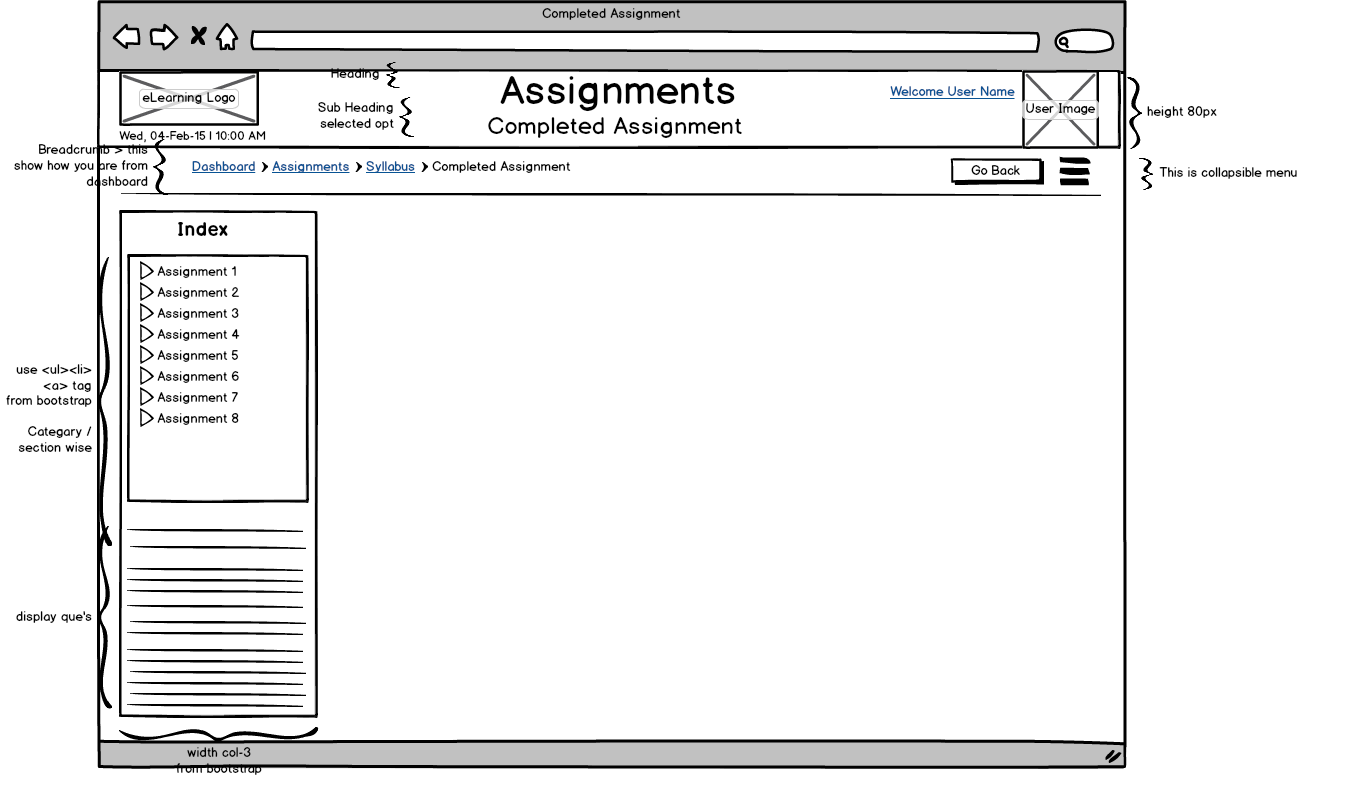 Completed Assignment
Heading
Assignments
eLearning Logo
Welcome User Name
User Image
height 80px
Sub Heading
selected opt
Completed Assignment
Wed, 04-Feb-15 | 10:00 AM
Breadcrumb > this
show how you are from
dashboard
Dashboard
Assignments
Syllabus
Completed Assignment
Go Back
This is collapsible menu
Index
Assignment 1
Assignment 2
Assignment 3
Assignment 4
Assignment 5
Assignment 6
Assignment 7
Assignment 8
use <ul><li>
<a> tag
from bootstrap
Categary /
section wise
display que's
width col-3
from bootstrap